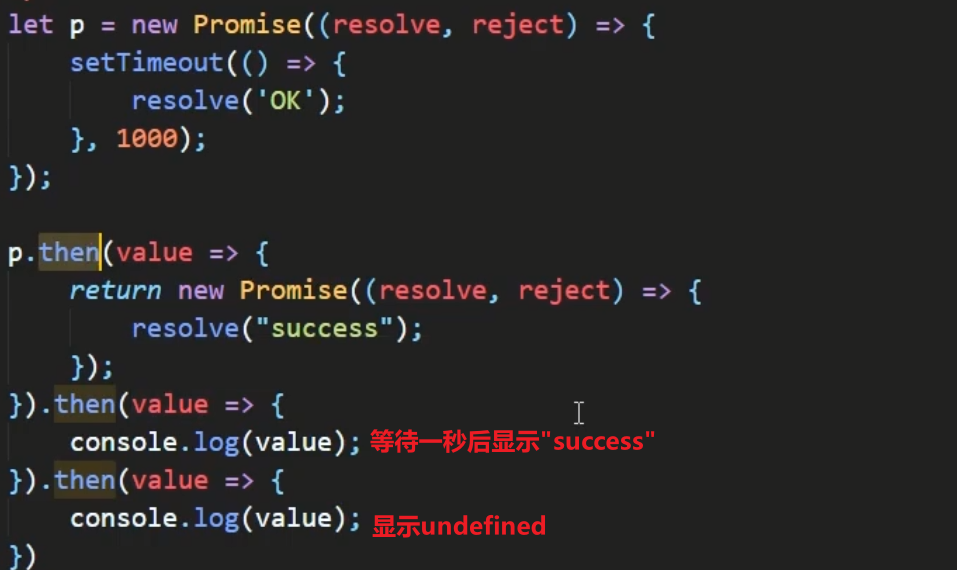 let p = new Promise((resolve, reject) => {
setTimeout(() => {
resolve('OK');
}, 1000);
});
p.then(value => {
return new Promise((resolve, reject) => {
resolve("success");
});
}).then(value => {
console.log(value); 等待一秒后显示"success"
}).then(value => {
console.log(value); 显示undefined
})